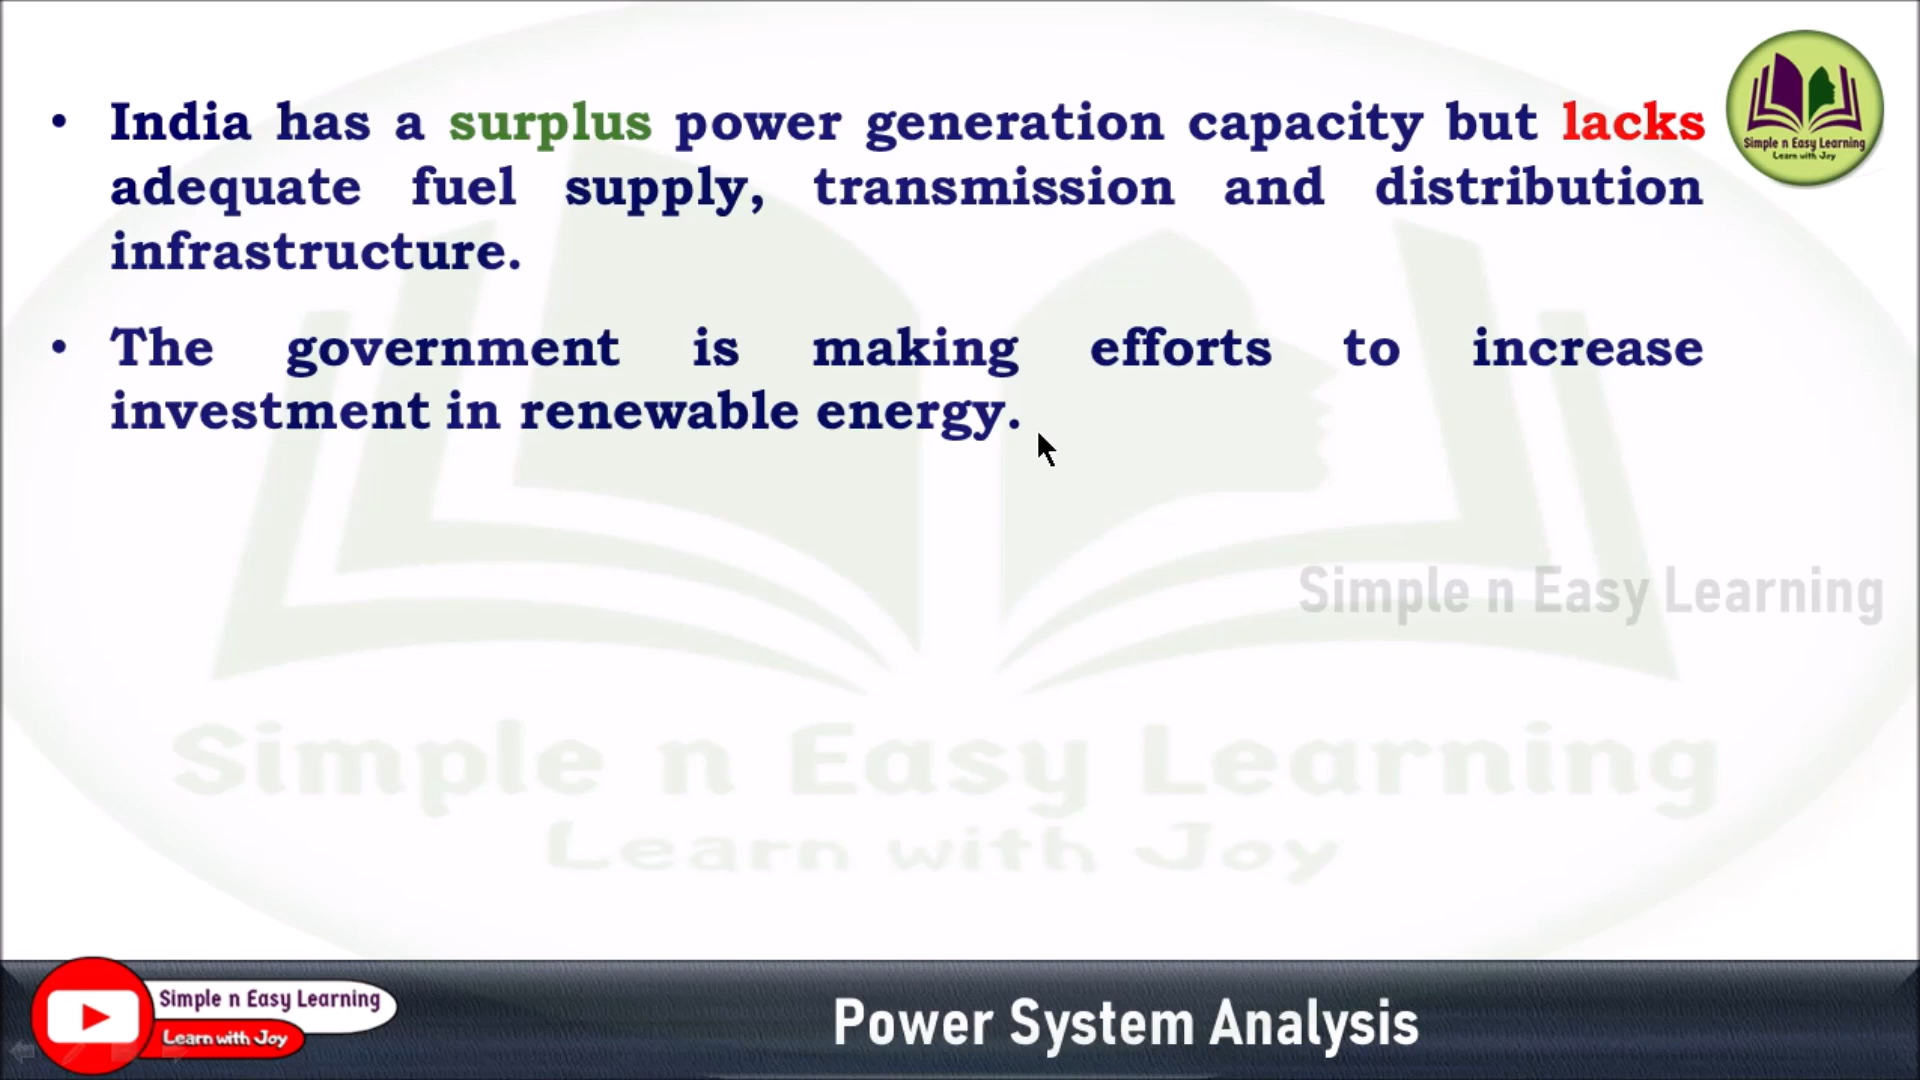 • India has a surplus power generation capacity but lacks
adequate fuel supply, transmission and distribution
infrastructure.
• The government is making efforts to increase
investment in renewable energy.
Simple n Easy Learning
Learn with Joy
Simple n Easy Learning
Simple n Easy Learning
Learn with Joy
Simple n Easy Learning
Learn with Joy
Power System Analysis